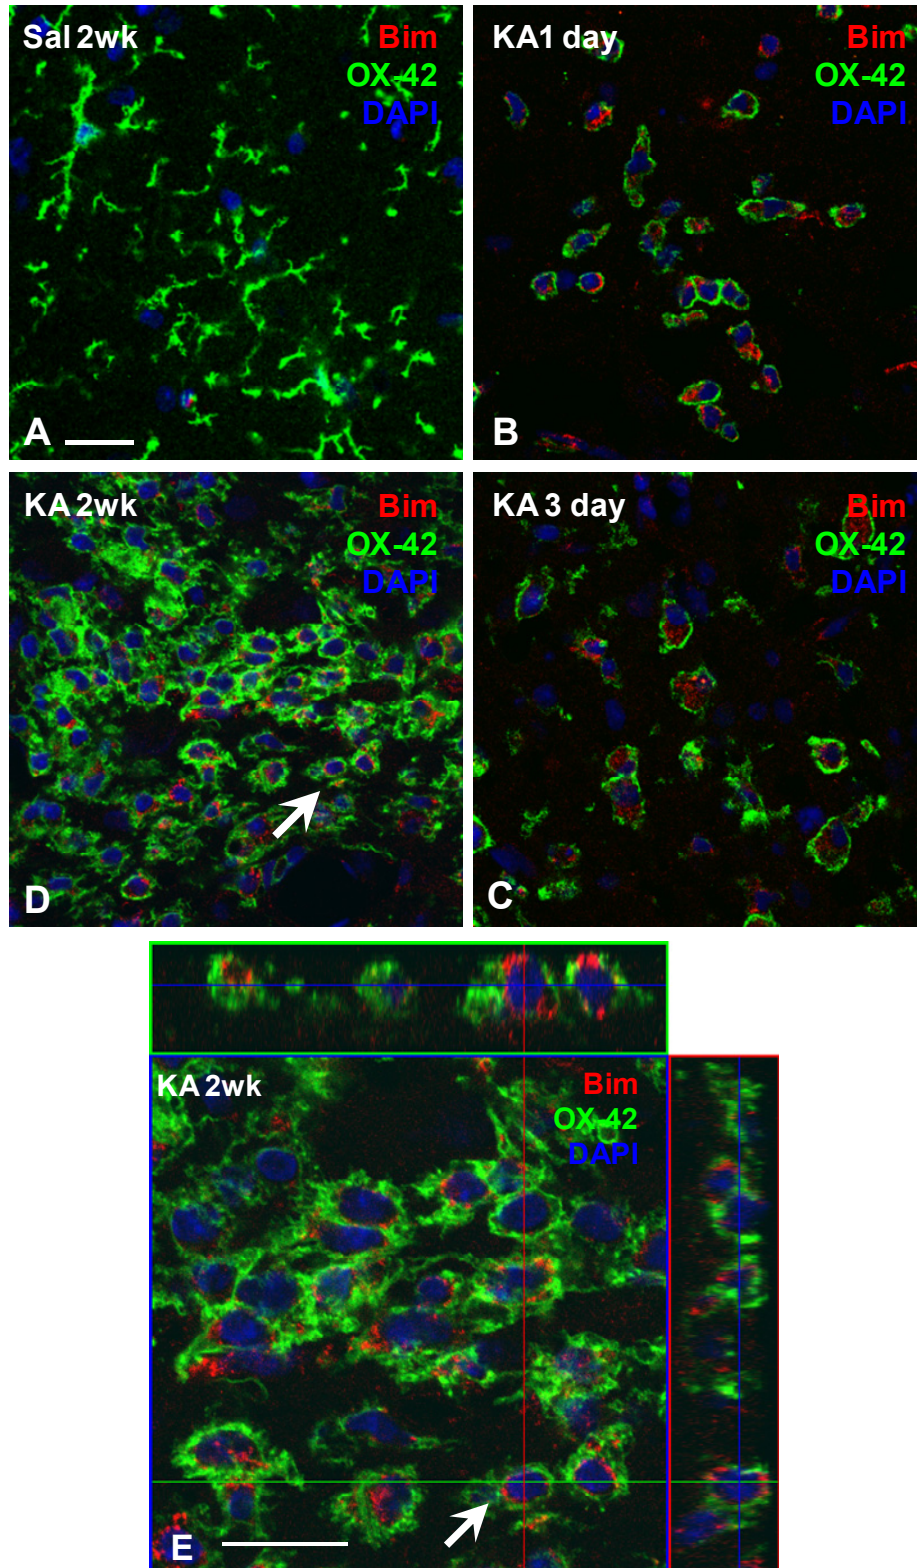 Sal 2wk
Bim
OX-42
DAPI
A
KA1 day
Bim
OX-42
DAPI
B
KA 2wk
Bim
OX-42
DAPI
D
KA 3 day
Bim
OX-42
DAPI
C
KA 2wk
Bim
OX-42
DAPI
E